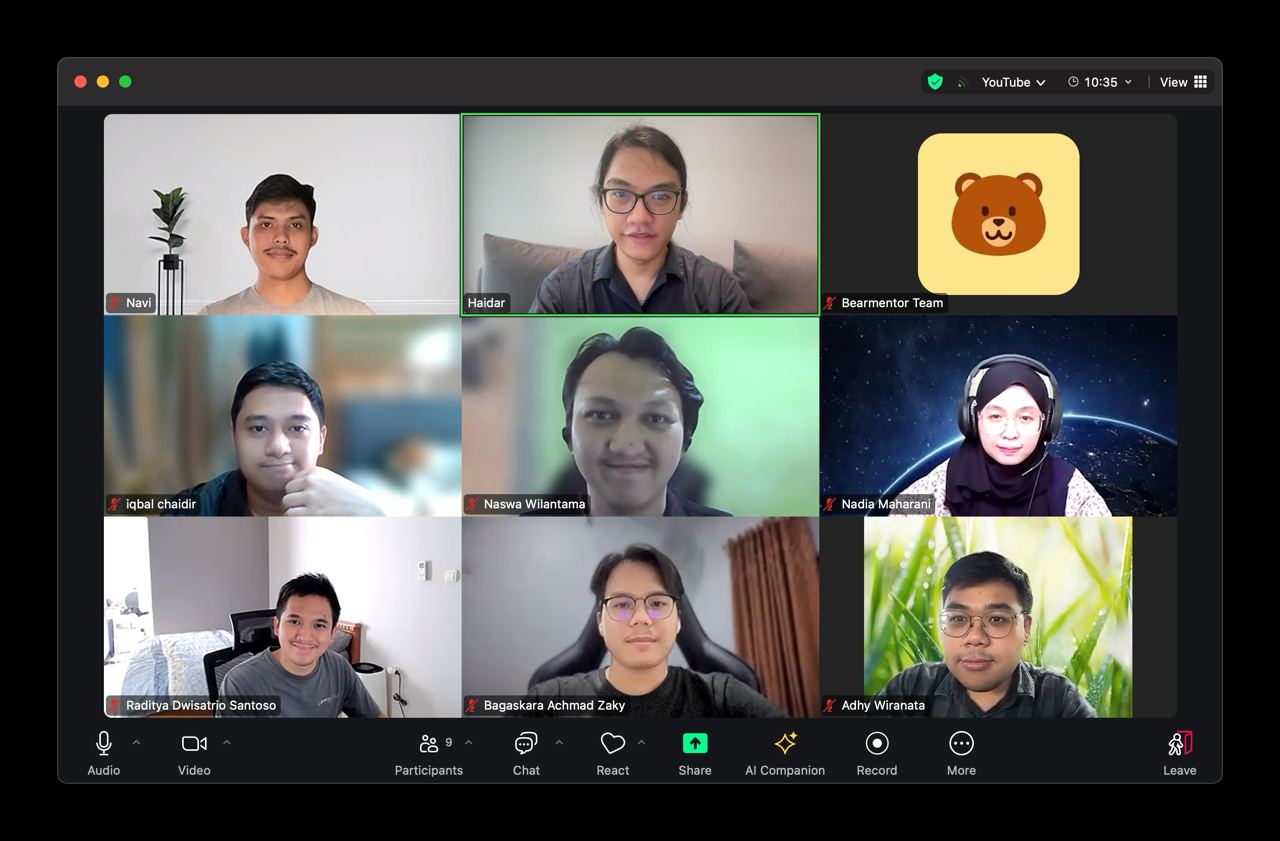 YouTube
10:35
View
Navi
Haidar
Bearmentor Team
iqbal chaidir
Naswa Wilantama
Nadia Maharani
Raditya Dwisatrio Santoso
Bagaskara Achmad Zaky
Adhy Wiranata
9
Audio
Video
Participants
Chat
React
Share
AI Companion
Record
More
Leave